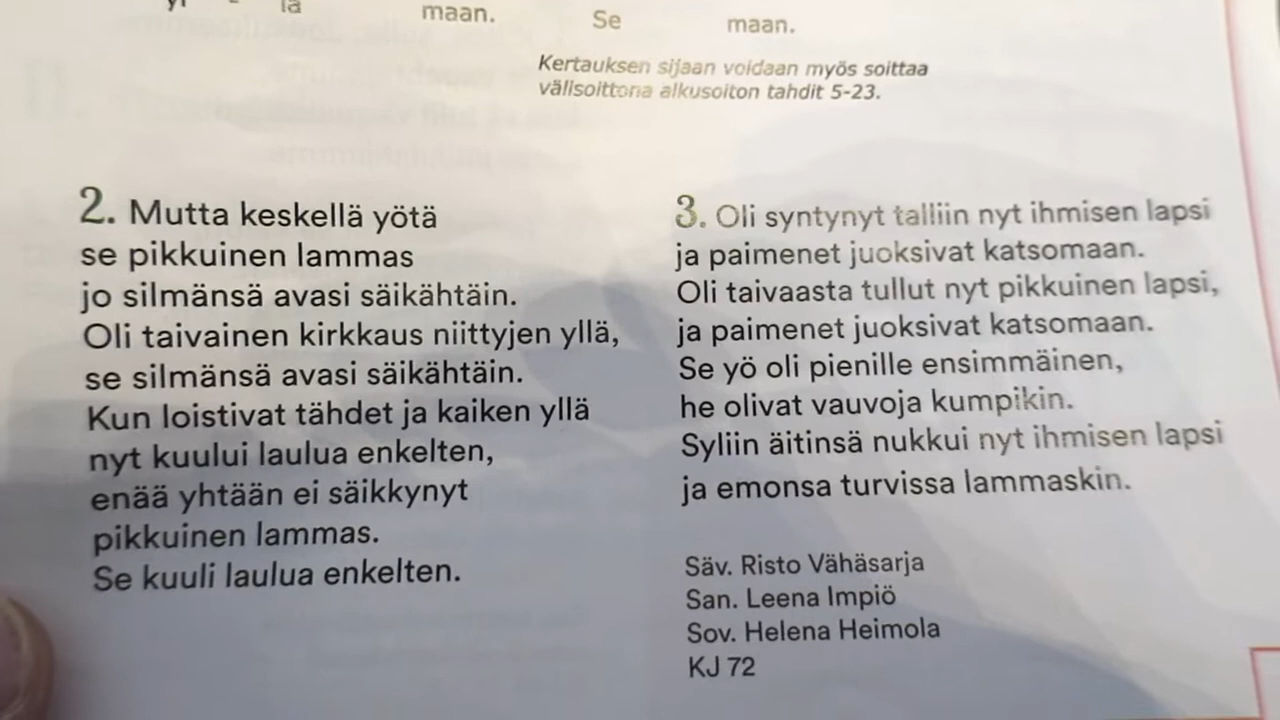 la maan. Se maan.
Kertauksen sijaan voidaan myös soittaa
välisoittona alkusoiton tahdit 5-23.
2. Mutta keskellä yötä
se pikkuinen lammas
jo silmänsä avasi säikähtäin.
Oli taivainen kirkkaus niittyjen yllä,
se silmänsä avasi säikähtäin.
Kun loistivat tähdet ja kaiken yllä
nyt kuului laulua enkelten,
enää yhtään ei säikkynyt
pikkuinen lammas.
Se kuuli laulua enkelten.
3. Oli syntynyt talliin nyt ihmisen lapsi
ja paimenet juoksivat katsomaan.
Oli taivaasta tullut nyt pikkuinen lapsi,
ja paimenet juoksivat katsomaan.
Se yö oli pienille ensimmäinen,
he olivat vauvoja kumpikin.
Syliin äitinsä nukkui nyt ihmisen lapsi
ja emonsa turvissa lammaskin.
Säv. Risto Vähäsarja
San. Leena Impiö
Sov. Helena Heimola
KJ 72